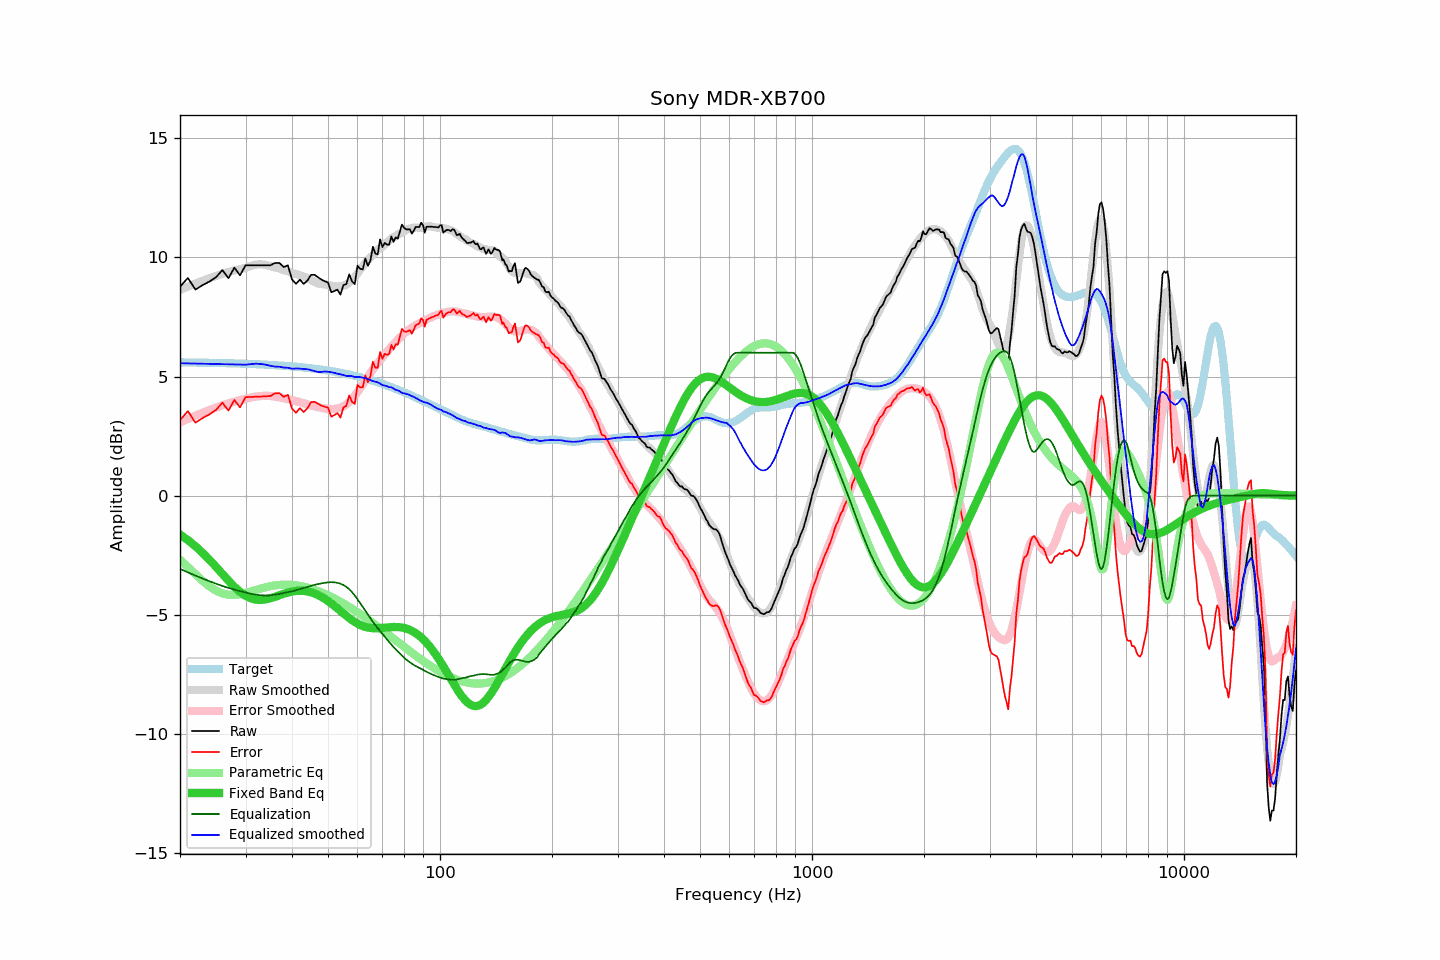 Sony MDR-XB700
15
10
5
0
−5
−10
−15
Amplitude (dBr)
Target
Raw Smoothed
Error Smoothed
Raw
Error
Parametric Eq
Fixed Band Eq
Equalization
Equalized smoothed
100
1000
10000
Frequency (Hz)